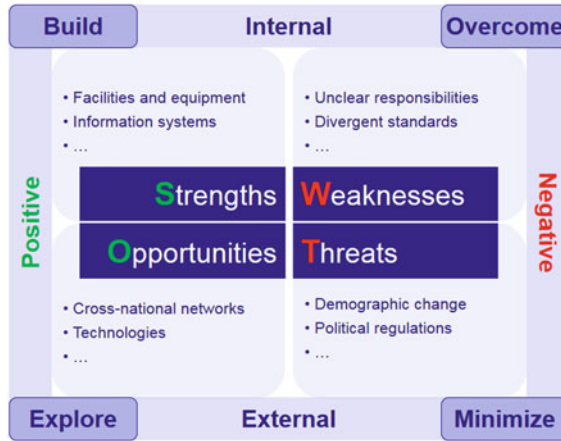 Build
Internal
Overcome
• Facilities and equipment
• Information systems
• ...
• Unclear responsibilities
• Divergent standards
• ...
Positive
Strengths
Weaknesses
Negative
Opportunities
Threats
• Cross-national networks
• Technologies
• ...
• Demographic change
• Political regulations
• ...
Explore
External
Minimize